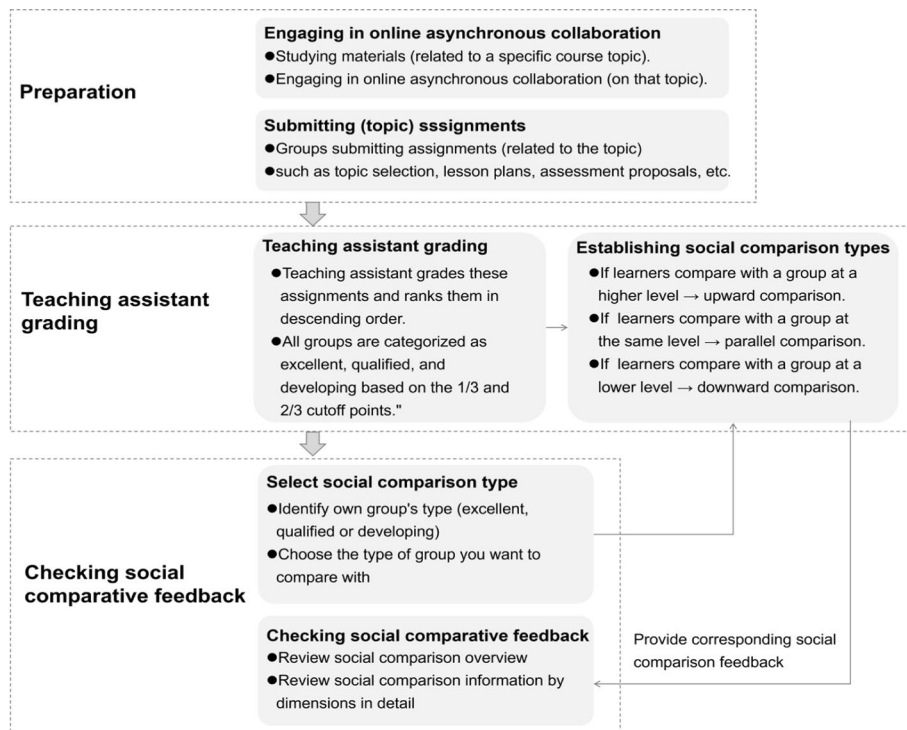 Preparation
Engaging in online asynchronous collaboration
●Studying materials (related to a specific course topic).
●Engaging in online asynchronous collaboration (on that topic).
Submitting (topic) sssignments
●Groups submitting assignments (related to the topic)
●such as topic selection, lesson plans, assessment proposals, etc.
Teaching assistant
grading
Teaching assistant grading
●Teaching assistant grades these
assignments and ranks them in
descending order.
●All groups are categorized as
excellent, qualified, and
developing based on the 1/3 and
2/3 cutoff points."
Establishing social comparison types
●If learners compare with a group at a
higher level → upward comparison.
●If learners compare with a group at
the same level → parallel comparison.
●If learners compare with a group at a
lower level → downward comparison.
Checking social
comparative feedback
Select social comparison type
●Identify own group's type (excellent,
qualified or developing)
●Choose the type of group you want to
compare with
Checking social comparative feedback
●Review social comparison overview
●Review social comparison information by
dimensions in detail
Provide corresponding social
comparison feedback